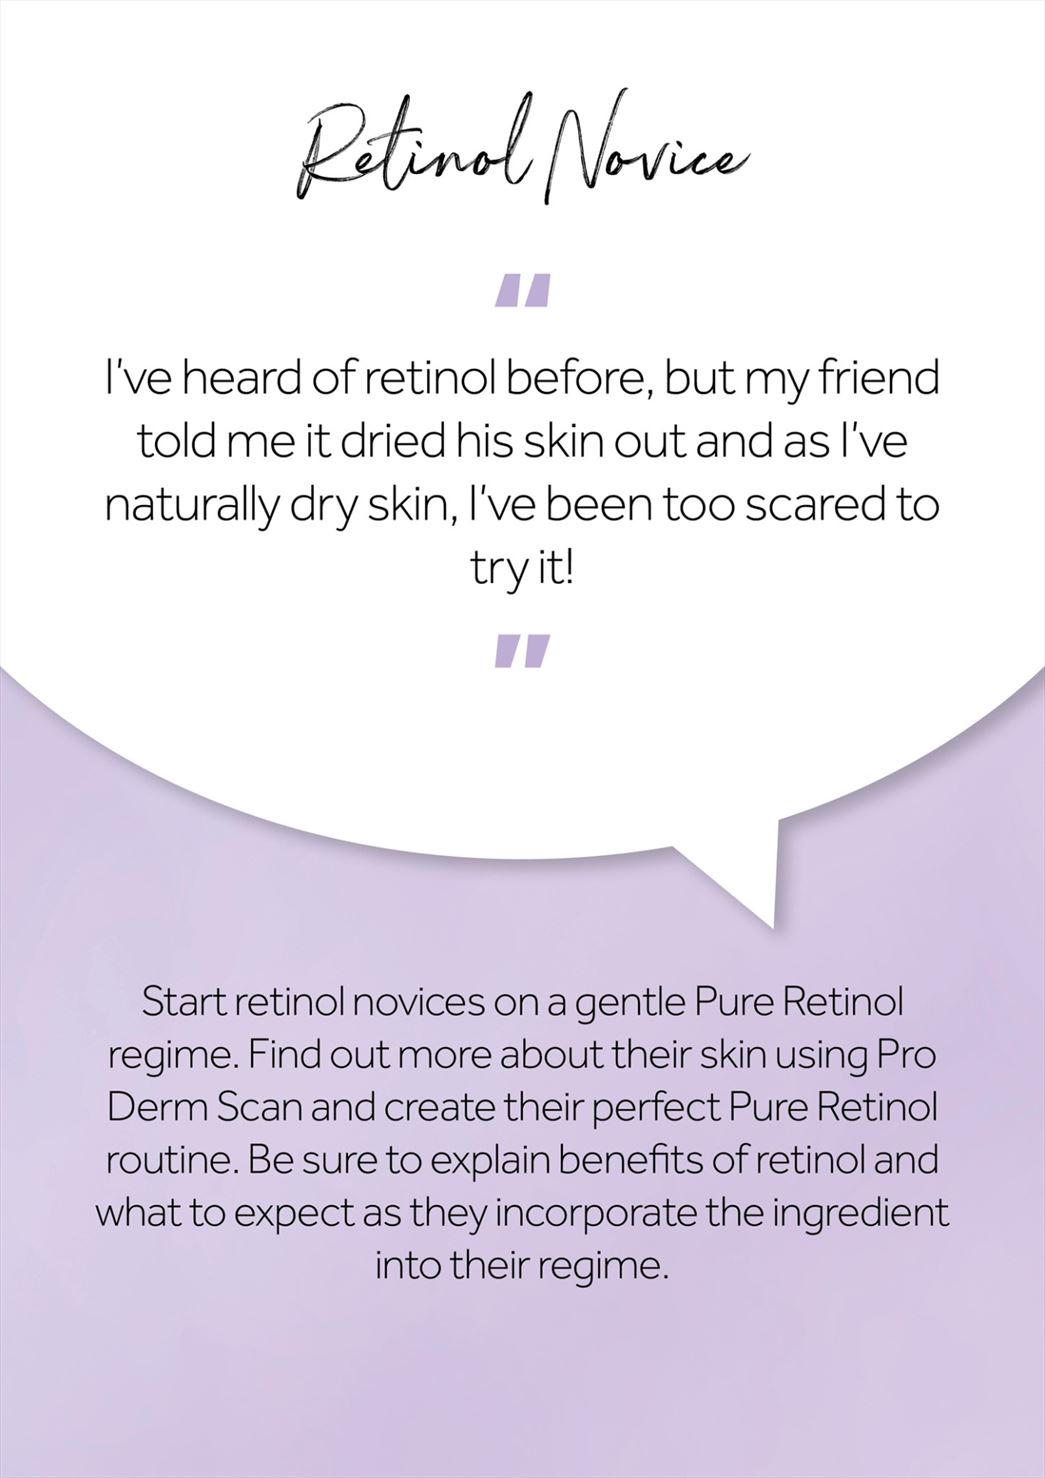 Retinol Novice
"
I've heard of retinol before, but my friend
told me it dried his skin out and as I've
naturally dry skin, I've been too scared to
try it!
"
Start retinol novices on a gentle Pure Retinol
regime. Find out more about their skin using Pro
Derm Scan and create their perfect Pure Retinol
routine. Be sure to explain benefits of retinol and
what to expect as they incorporate the ingredient
into their regime.